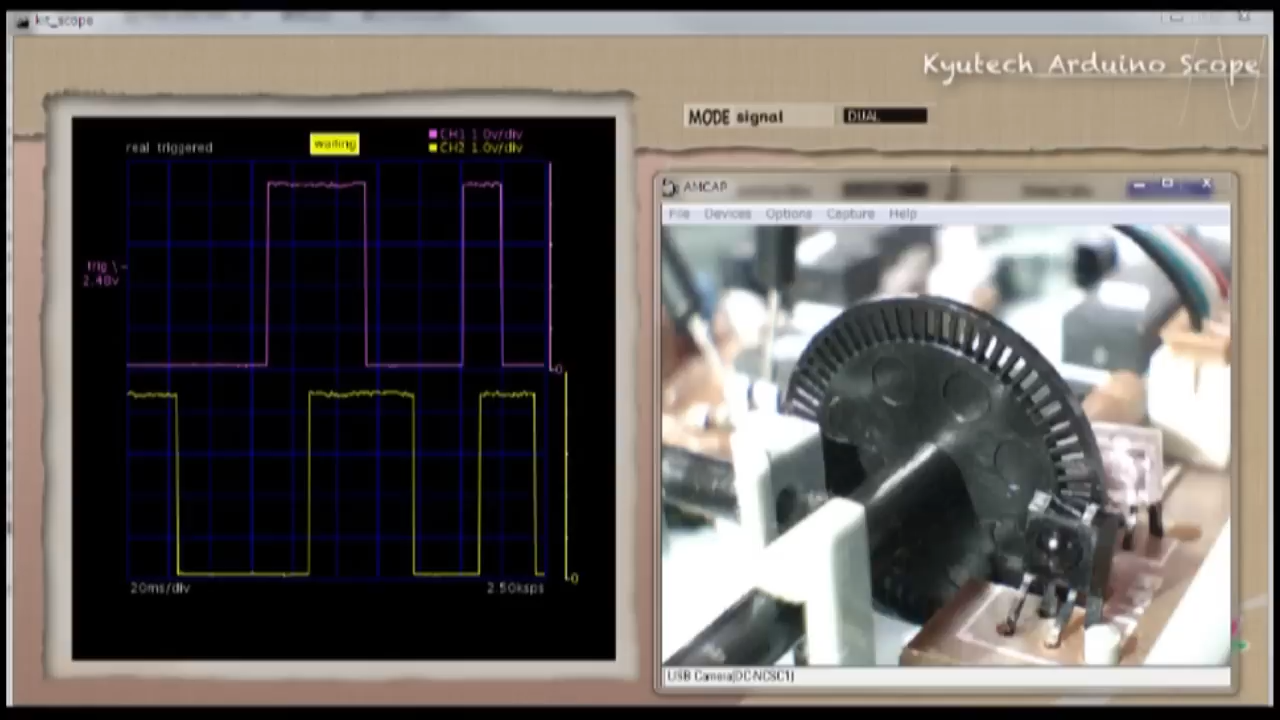 kit_scope
Kyutech Arduino Scope
MODE signal DUAL
real triggered
waiting
CH1 1.0v/div
CH2 1.0v/div
trig \
2.48v
0
0
20ms/div
2.50ksps
AMCAP
File Devices Options Capture Help
USB Camera(DC-NCSC1)